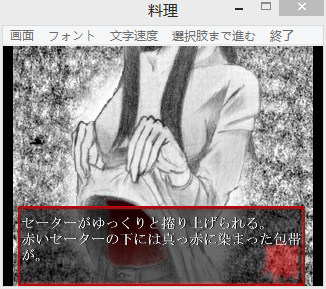 料理
画面 フォント 文字速度 選択肢まで進む 終了
セーターがゆっくりと捲り上げられる。
赤いセーターの下には真っ赤に染まった包帯
が。